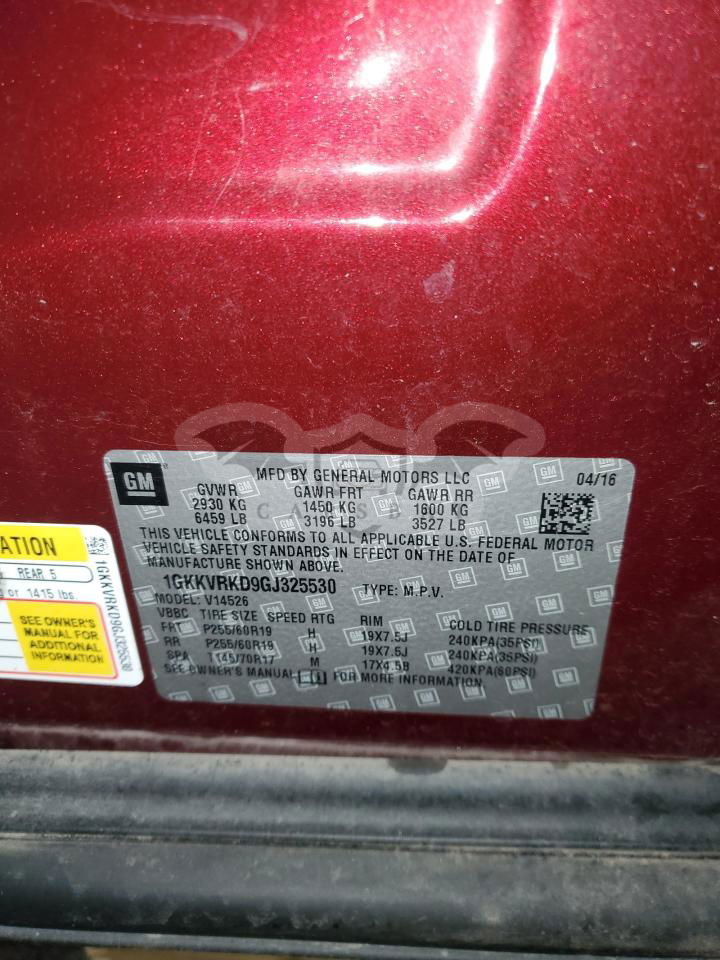 GM
MFD BY GENERAL MOTORS LLC
04/16
GVWR GAWR FRT GAWR RR
2930 KG 1450 KG 1600 KG
6459 LB 3196 LB 3527 LB
THIS VEHICLE CONFORMS TO ALL APPLICABLE U.S. FEDERAL MOTOR
VEHICLE SAFETY STANDARDS IN EFFECT ON THE DATE OF
MANUFACTURE SHOWN ABOVE.
1GKKVRKD9GJ325530 TYPE: M.P.V.
MODEL: V14526
VBBC TIRE SIZE SPEED RTG RIM COLD TIRE PRESSURE
FRT P255/60R19 H 19X7.5J 240KPA(35PSI)
RR P255/60R19 H 19X7.5J 240KPA(35PSI)
SPA T145/70R17 M 17X4.5B 420KPA(60PSI)
SEE OWNER'S MANUAL FOR MORE INFORMATION
ATION
REAR 5
g or 1415 lbs.
SEE OWNER'S
MANUAL FOR
ADDITIONAL
INFORMATION
1GKKVRKD9GJ325530